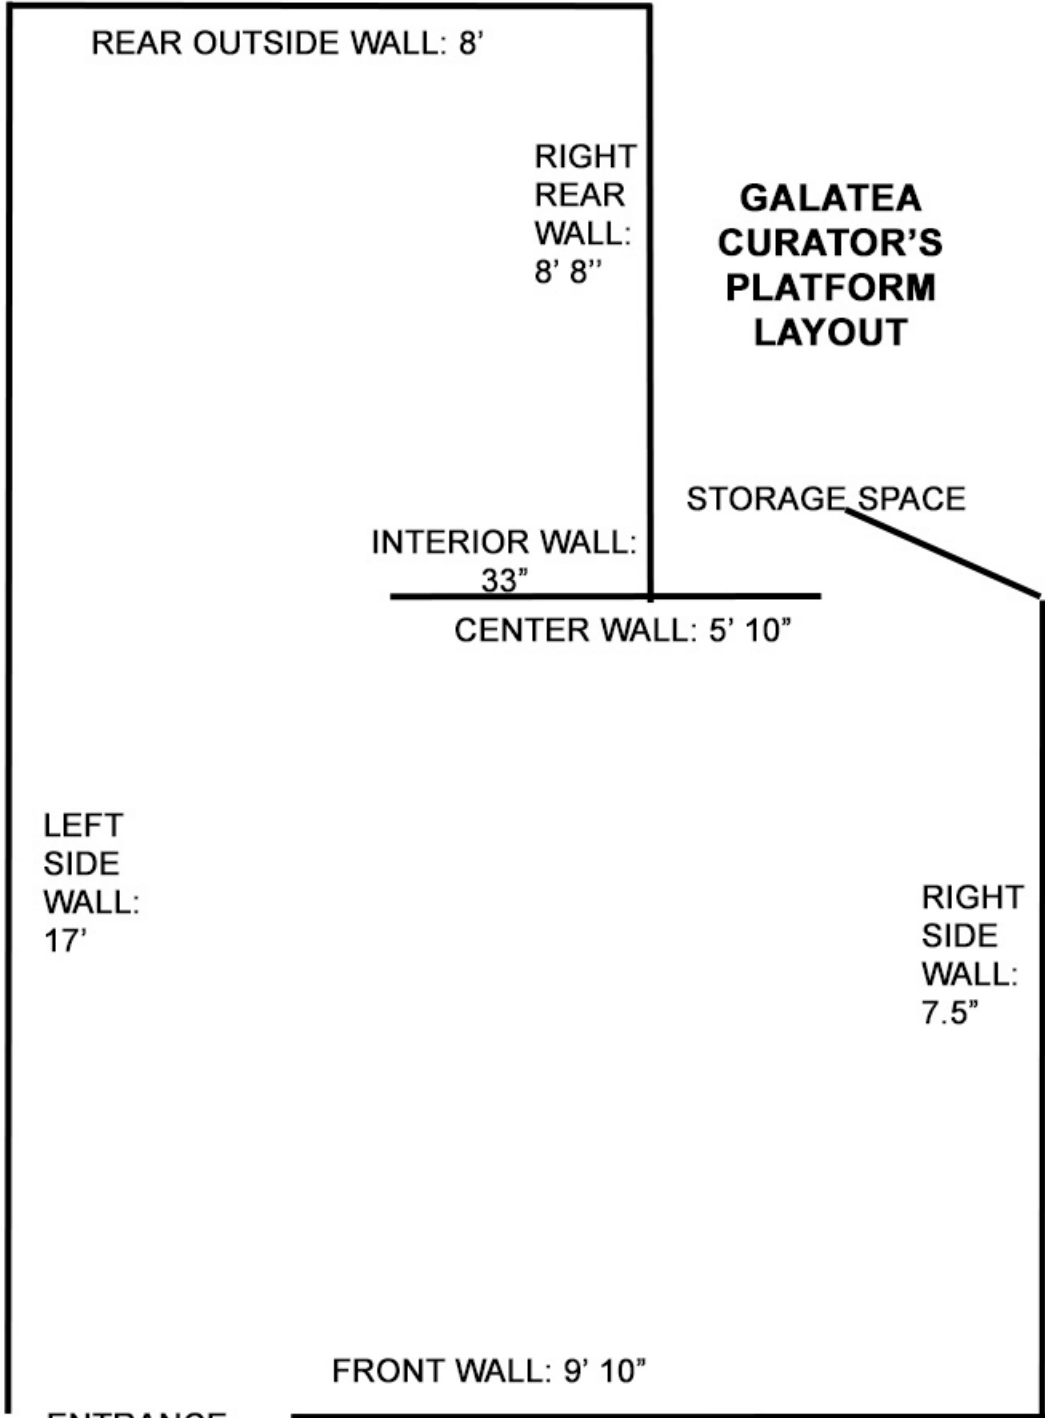 REAR OUTSIDE WALL: 8’
RIGHT
REAR
WALL:
8’ 8’’
GALATEA
CURATOR’S
PLATFORM
LAYOUT
STORAGE SPACE
INTERIOR WALL:
33”
CENTER WALL: 5’ 10”
LEFT
SIDE
WALL:
17’
RIGHT
SIDE
WALL:
7.5”
FRONT WALL: 9’ 10”
ENTRANCE